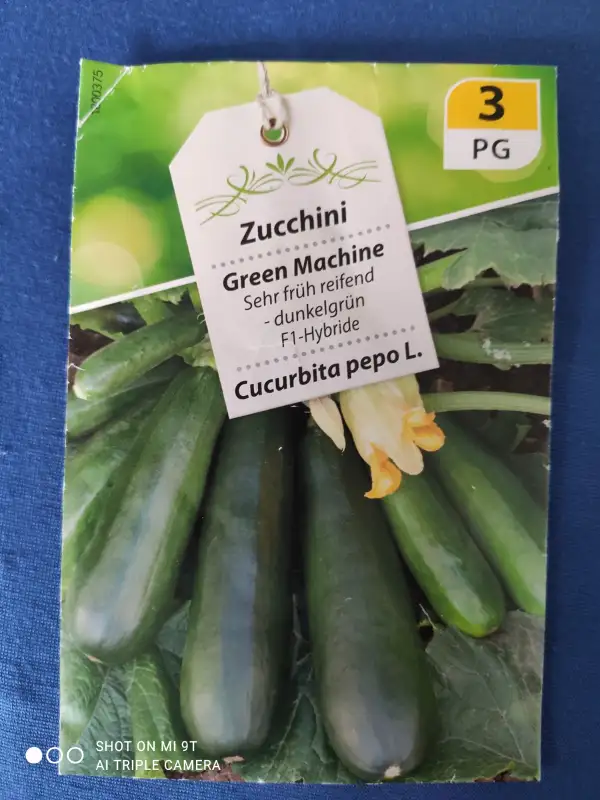 3
PG
Zucchini
Green Machine
Sehr früh reifend
- dunkelgrün
F1-Hybride
Cucurbita pepo L.
SHOT ON MI 9T
AI TRIPLE CAMERA